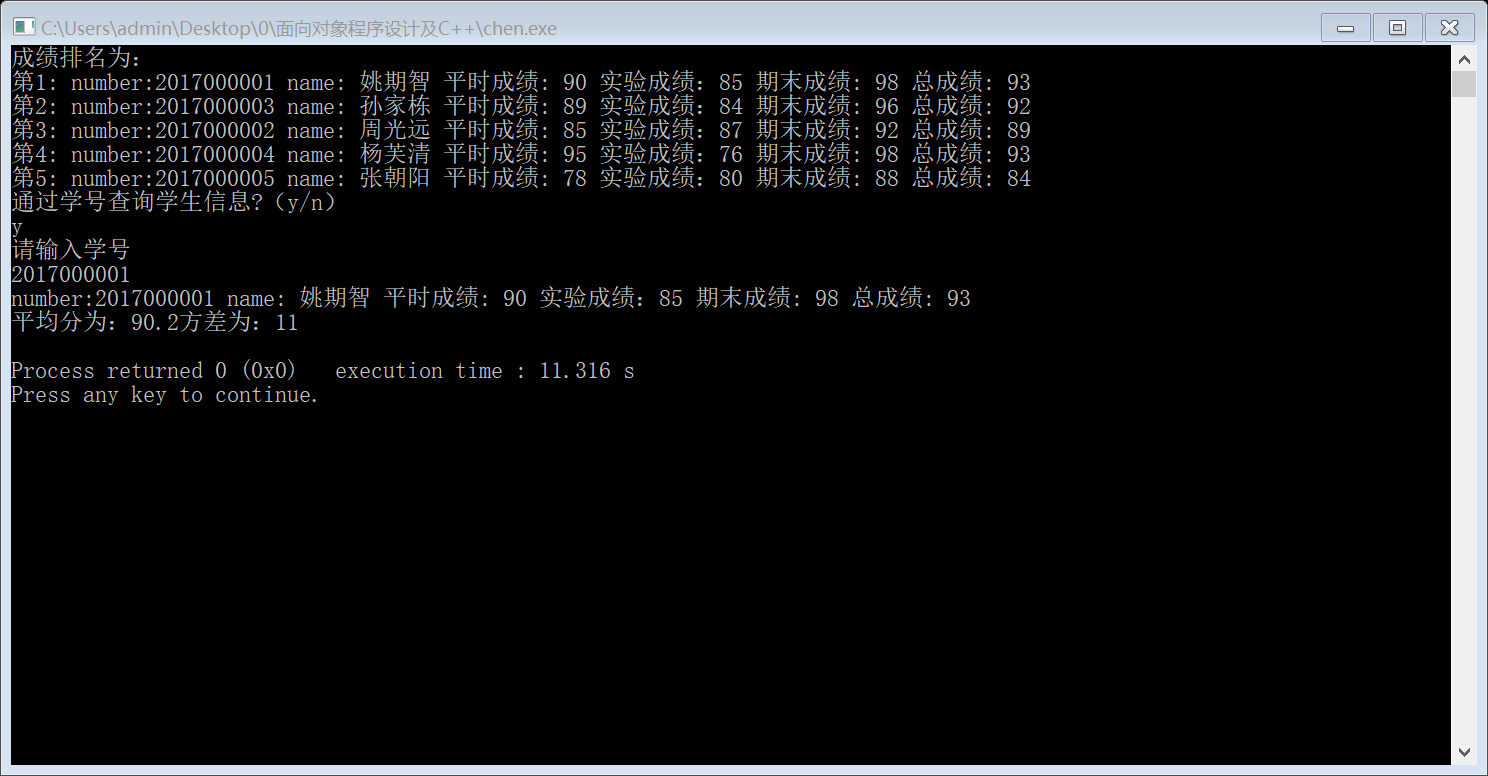 C:\Users\admin\Desktop\0\面向对象程序设计及C++\chen.exe
成绩排名为：
第1: number:2017000001 name: 姚期智 平时成绩: 90 实验成绩：85 期末成绩: 98 总成绩: 93
第2: number:2017000003 name: 孙家栋 平时成绩: 89 实验成绩：84 期末成绩: 96 总成绩: 92
第3: number:2017000002 name: 周光远 平时成绩: 85 实验成绩：87 期末成绩: 92 总成绩: 89
第4: number:2017000004 name: 杨芙清 平时成绩: 95 实验成绩：76 期末成绩: 98 总成绩: 93
第5: number:2017000005 name: 张朝阳 平时成绩: 78 实验成绩：80 期末成绩: 88 总成绩: 84
通过学号查询学生信息?（y/n）
y
请输入学号
2017000001
number:2017000001 name: 姚期智 平时成绩: 90 实验成绩：85 期末成绩: 98 总成绩: 93
平均分为：90.2方差为：11
Process returned 0 (0x0)   execution time : 11.316 s
Press any key to continue.